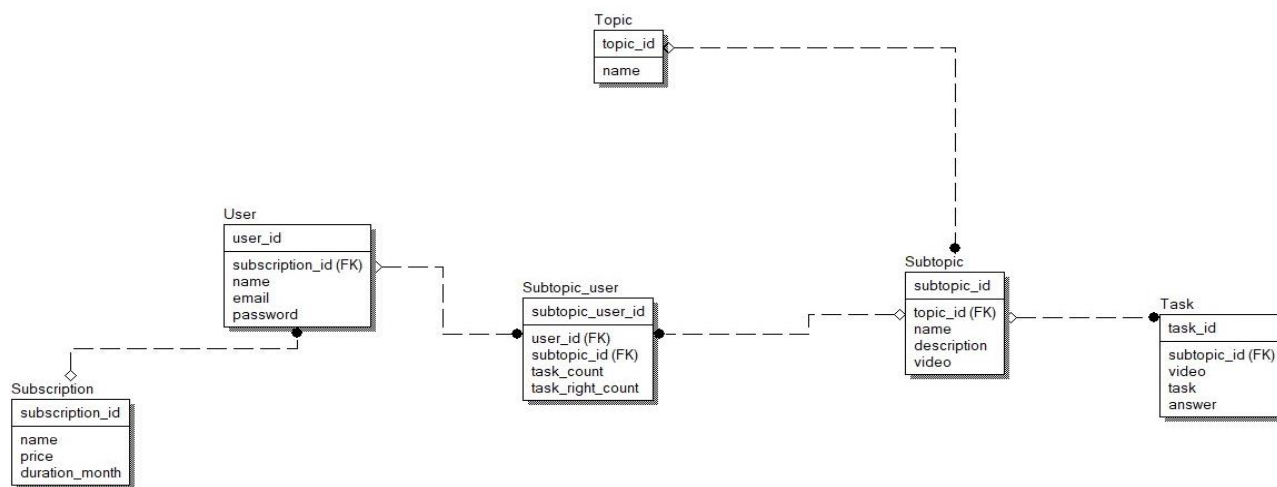 Topic
topic_id
name
User
user_id
subscription_id (FK)
name
email
password
Subtopic_user
subtopic_user_id
user_id (FK)
subtopic_id (FK)
task_count
task_right_count
Subtopic
subtopic_id
topic_id (FK)
name
description
video
Task
task_id
subtopic_id (FK)
video
task
answer
Subscription
subscription_id
name
price
duration_month